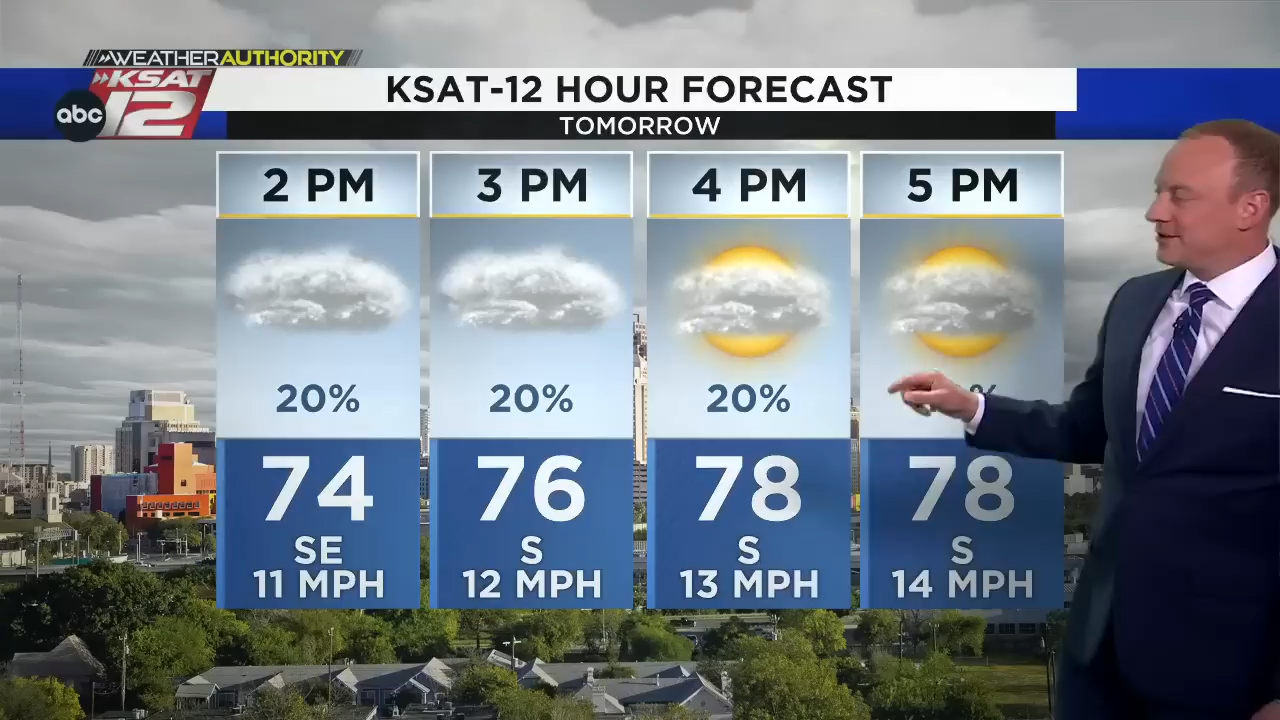 WEATHERAUTHORITY
KSAT
abc 12
KSAT-12 HOUR FORECAST
TOMORROW
2 PM 3 PM 4 PM 5 PM
20% 20% 20% %
74 76 78 78
SE S S S
11 MPH 12 MPH 13 MPH 14 MPH